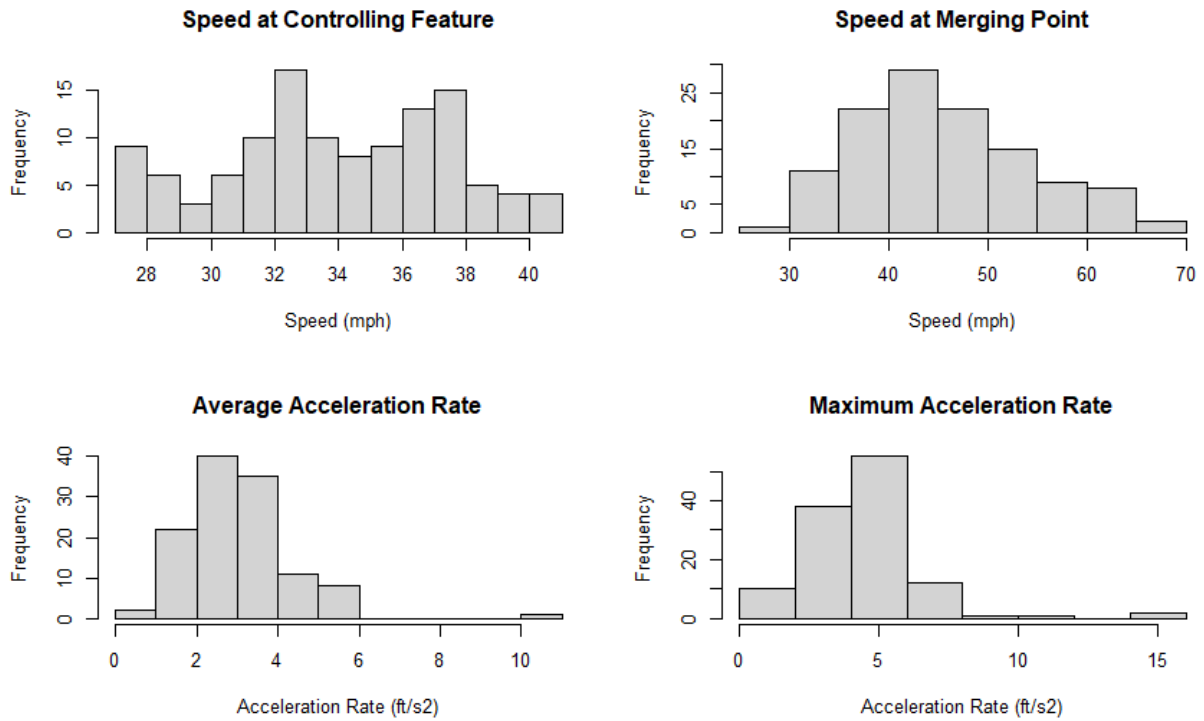 Speed at Controlling Feature
Frequency
15
10
5
0
28 30 32 34 36 38 40
Speed (mph)
Speed at Merging Point
Frequency
25
15
5
0
30 40 50 60 70
Speed (mph)
Average Acceleration Rate
Frequency
40
30
20
10
0
0 2 4 6 8 10
Acceleration Rate (ft/s2)
Maximum Acceleration Rate
Frequency
40
20
0
0 5 10 15
Acceleration Rate (ft/s2)